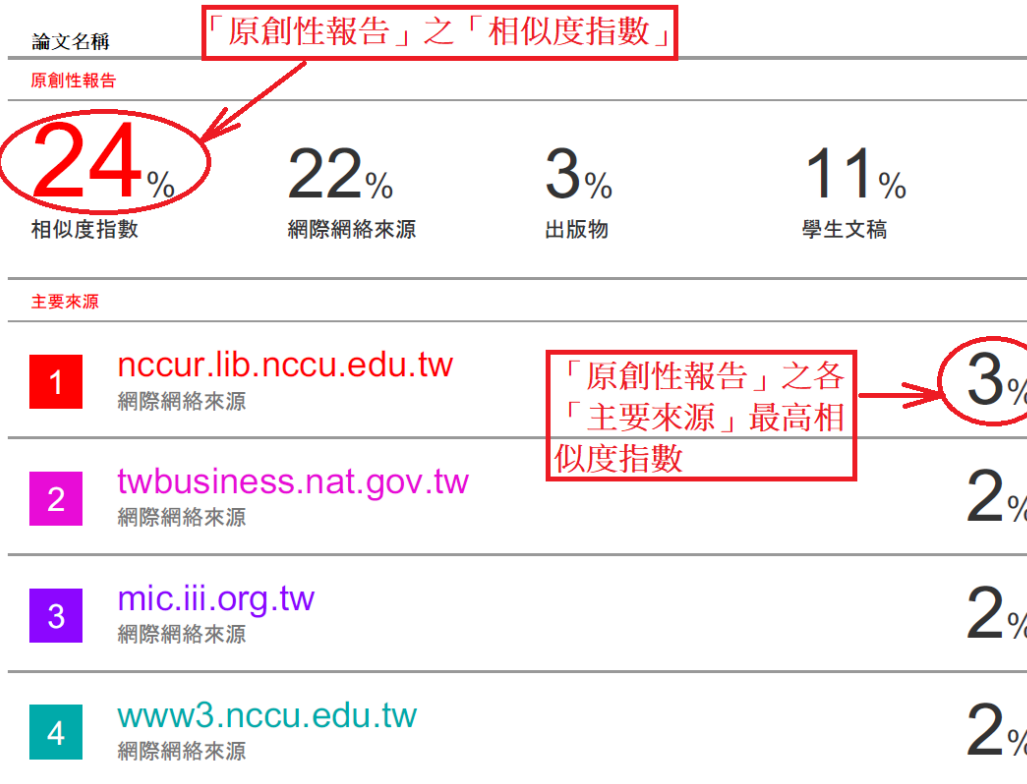 「原創性報告」之「相似度指數」
論文名稱
原創性報告
24%
22%
3%
11%
相似度指數
網際網絡來源
出版物
學生文稿
主要來源
1
nccur.lib.nccu.edu.tw
網際網絡來源
「原創性報告」之各
「主要來源」最高相
似度指數
3%
2
twbusiness.nat.gov.tw
網際網絡來源
2%
3
mic.iii.org.tw
網際網絡來源
2%
4
www3.nccu.edu.tw
網際網絡來源
2%